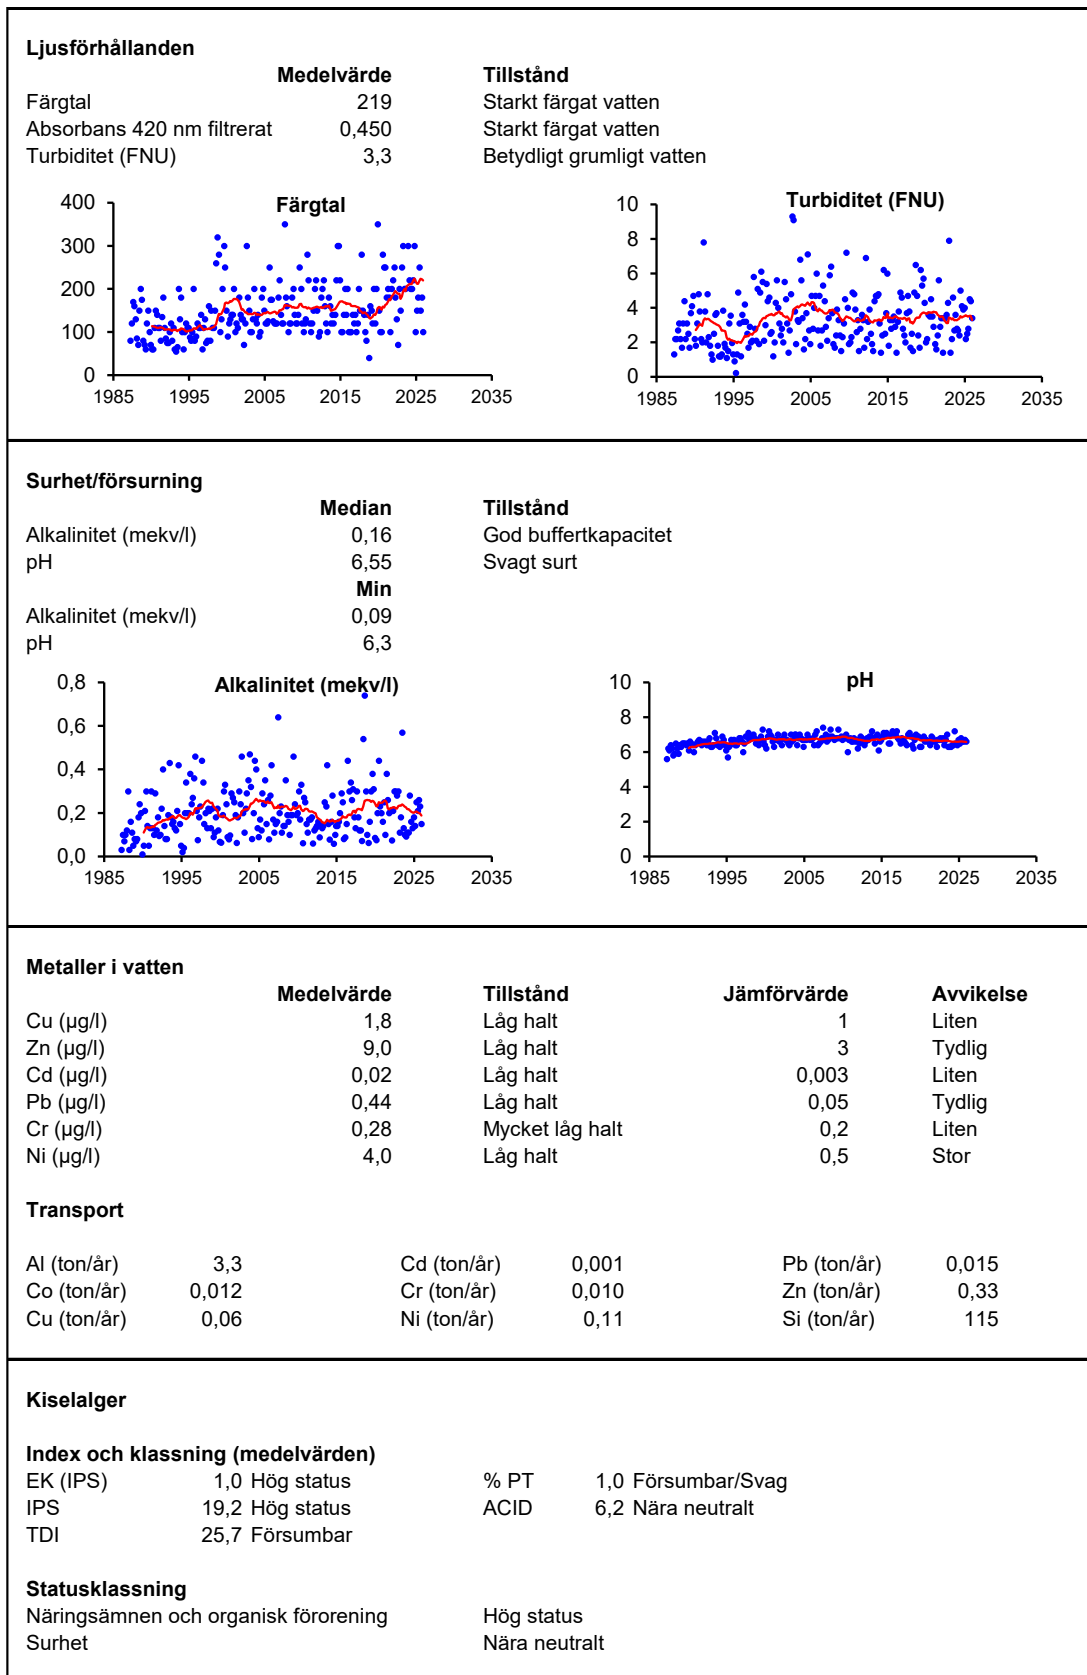 Ljusförhållanden
Medelvärde Tillstånd
Färgtal 219 Starkt färgat vatten
Absorbans 420 nm filtrerat 0,450 Starkt färgat vatten
Turbiditet (FNU) 3,3 Betydligt grumligt vatten
Färgtal
400
300
200
100
0
1985 1995 2005 2015 2025 2035
Turbiditet (FNU)
10
8
6
4
2
0
1985 1995 2005 2015 2025 2035
Surhet/försurning
Median Tillstånd
Alkalinitet (mekv/l) 0,16 God buffertkapacitet
pH 6,55 Svagt surt
Min
Alkalinitet (mekv/l) 0,09
pH 6,3
Alkalinitet (mekv/l)
0,8
0,6
0,4
0,2
0,0
1985 1995 2005 2015 2025 2035
pH
10
8
6
4
2
0
1985 1995 2005 2015 2025 2035
Metaller i vatten
Medelvärde Tillstånd Jämförvärde Avvikelse
Cu (µg/l) 1,8 Låg halt 1 Liten
Zn (µg/l) 9,0 Låg halt 3 Tydlig
Cd (µg/l) 0,02 Låg halt 0,003 Liten
Pb (µg/l) 0,44 Låg halt 0,05 Tydlig
Cr (µg/l) 0,28 Mycket låg halt 0,2 Liten
Ni (µg/l) 4,0 Låg halt 0,5 Stor
Transport
Al (ton/år) 3,3 Cd (ton/år) 0,001 Pb (ton/år) 0,015
Co (ton/år) 0,012 Cr (ton/år) 0,010 Zn (ton/år) 0,33
Cu (ton/år) 0,06 Ni (ton/år) 0,11 Si (ton/år) 115
Kiselalger
Index och klassning (medelvärden)
EK (IPS) 1,0 Hög status % PT 1,0 Försumbar/Svag
IPS 19,2 Hög status ACID 6,2 Nära neutralt
TDI 25,7 Försumbar
Statusklassning
Näringsämnen och organisk förorening Hög status
Surhet Nära neutralt